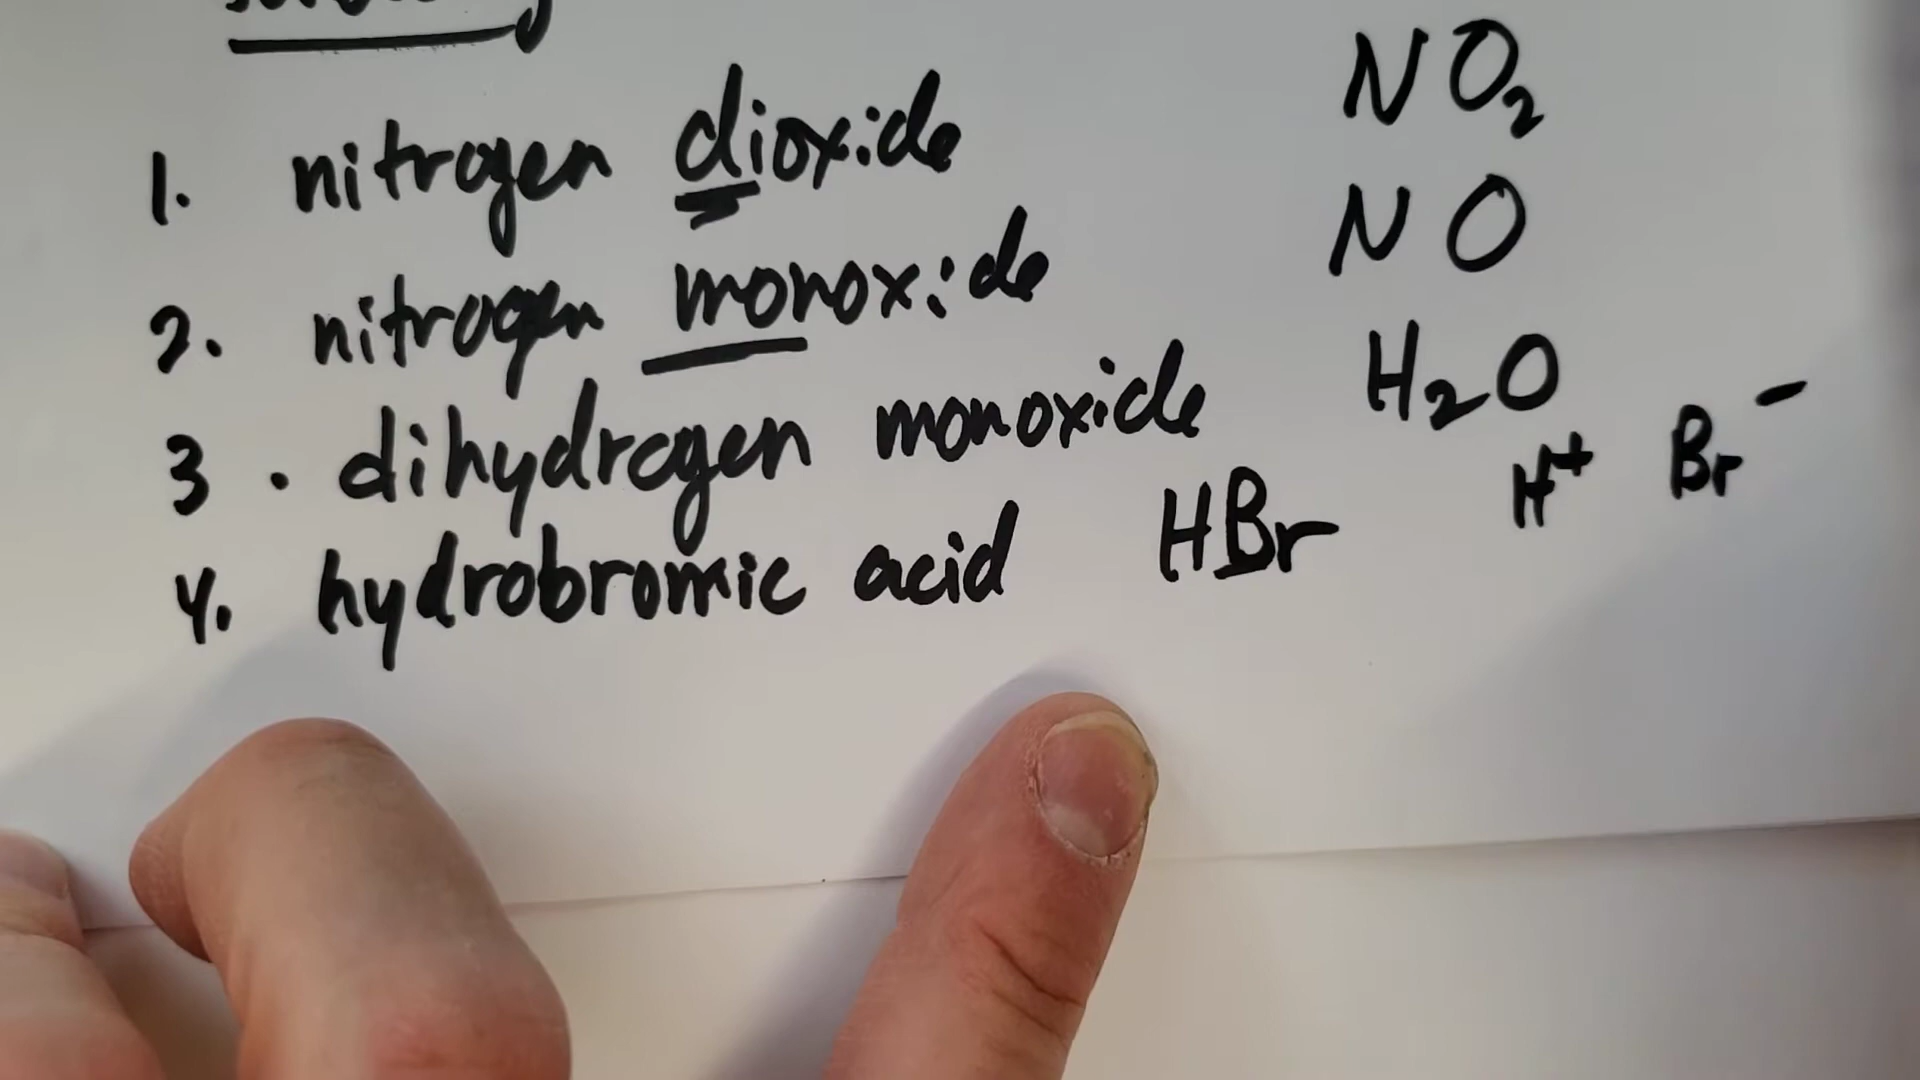 1. nitrogen dioxide NO₂
2. nitrogen monoxide NO
3. dihydrogen monoxide H₂O
4. hydrobromic acid HBr H⁺ Br⁻